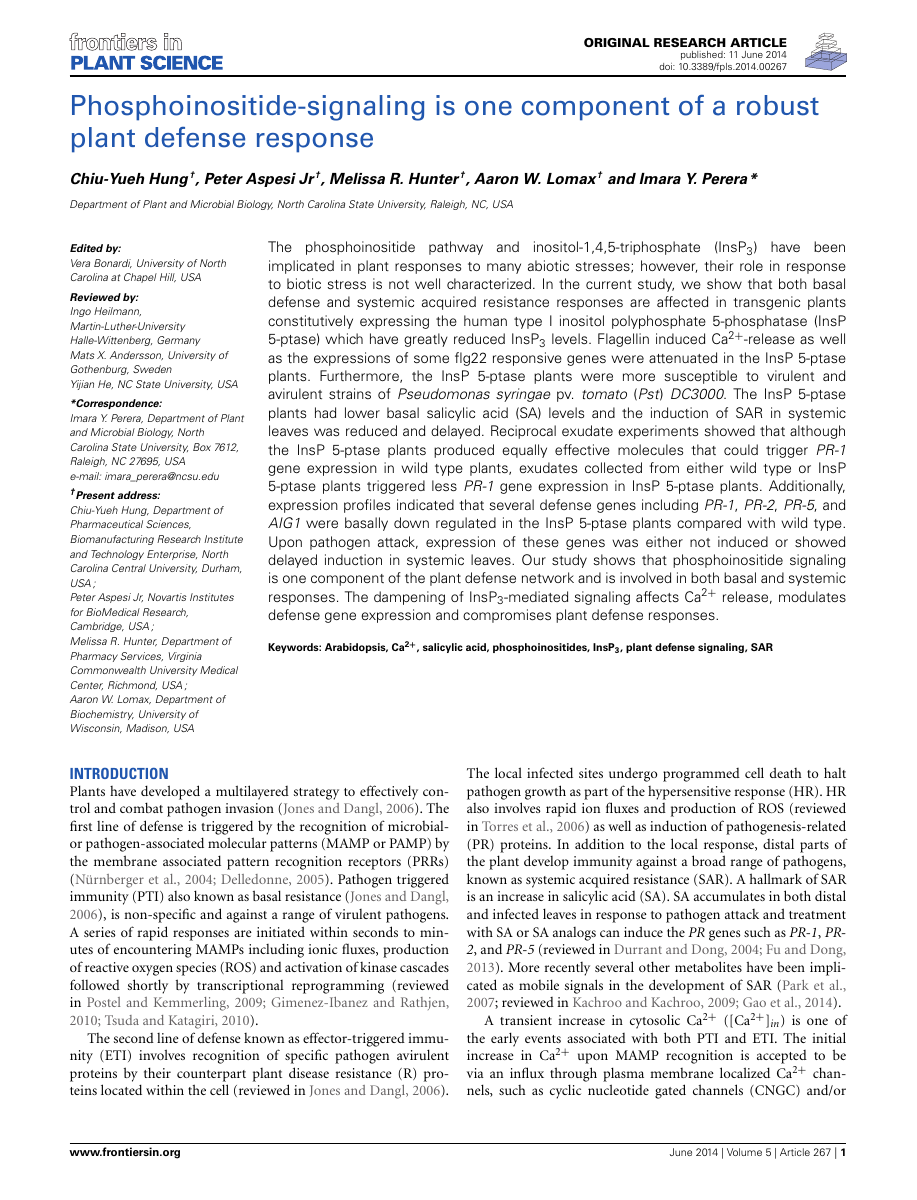 frontiers in
PLANT SCIENCE
ORIGINAL RESEARCH ARTICLE
published: 11 June 2014
doi: 10.3389/fpls.2014.00267
Phosphoinositide-signaling is one component of a robust
plant defense response
Chiu-Yueh Hung†, Peter Aspesi Jr†, Melissa R. Hunter†, Aaron W. Lomax† and Imara Y. Perera*
Department of Plant and Microbial Biology, North Carolina State University, Raleigh, NC, USA
Edited by:
Vera Bonardi, University of North
Carolina at Chapel Hill, USA
Reviewed by:
Ingo Heilmann,
Martin-Luther-University
Halle-Wittenberg, Germany
Mats X. Andersson, University of
Gothenburg, Sweden
Yijian He, NC State University, USA
*Correspondence:
Imara Y. Perera, Department of Plant
and Microbial Biology, North
Carolina State University, Box 7612,
Raleigh, NC 27695, USA
e-mail: imara_perera@ncsu.edu
†Present address:
Chiu-Yueh Hung, Department of
Pharmaceutical Sciences,
Biomanufacturing Research Institute
and Technology Enterprise, North
Carolina Central University, Durham,
USA;
Peter Aspesi Jr, Novartis Institutes
for BioMedical Research,
Cambridge, USA;
Melissa R. Hunter, Department of
Pharmacy Services, Virginia
Commonwealth University Medical
Center, Richmond, USA;
Aaron W. Lomax, Department of
Biochemistry, University of
Wisconsin, Madison, USA
The phosphoinositide pathway and inositol-1,4,5-triphosphate (InsP3) have been
implicated in plant responses to many abiotic stresses; however, their role in response
to biotic stress is not well characterized. In the current study, we show that both basal
defense and systemic acquired resistance responses are affected in transgenic plants
constitutively expressing the human type I inositol polyphosphate 5-phosphatase (InsP
5-ptase) which have greatly reduced InsP3 levels. Flagellin induced Ca2+-release as well
as the expressions of some flg22 responsive genes were attenuated in the InsP 5-ptase
plants. Furthermore, the InsP 5-ptase plants were more susceptible to virulent and
avirulent strains of Pseudomonas syringae pv. tomato (Pst) DC3000. The InsP 5-ptase
plants had lower basal salicylic acid (SA) levels and the induction of SAR in systemic
leaves was reduced and delayed. Reciprocal exudate experiments showed that although
the InsP 5-ptase plants produced equally effective molecules that could trigger PR-1
gene expression in wild type plants, exudates collected from either wild type or InsP
5-ptase plants triggered less PR-1 gene expression in InsP 5-ptase plants. Additionally,
expression profiles indicated that several defense genes including PR-1, PR-2, PR-5, and
AIG1 were basally down regulated in the InsP 5-ptase plants compared with wild type.
Upon pathogen attack, expression of these genes was either not induced or showed
delayed induction in systemic leaves. Our study shows that phosphoinositide signaling
is one component of the plant defense network and is involved in both basal and systemic
responses. The dampening of InsP3-mediated signaling affects Ca2+ release, modulates
defense gene expression and compromises plant defense responses.
Keywords: Arabidopsis, Ca2+, salicylic acid, phosphoinositides, InsP3, plant defense signaling, SAR
INTRODUCTION
Plants have developed a multilayered strategy to effectively con-
trol and combat pathogen invasion (Jones and Dangl, 2006). The
first line of defense is triggered by the recognition of microbial-
or pathogen-associated molecular patterns (MAMP or PAMP) by
the membrane associated pattern recognition receptors (PRRs)
(Nürnberger et al., 2004; Delledonne, 2005). Pathogen triggered
immunity (PTI) also known as basal resistance (Jones and Dangl,
2006), is non-specific and against a range of virulent pathogens.
A series of rapid responses are initiated within seconds to min-
utes of encountering MAMPs including ionic fluxes, production
of reactive oxygen species (ROS) and activation of kinase cascades
followed shortly by transcriptional reprogramming (reviewed
in Postel and Kemmerling, 2009; Gimenez-Ibanez and Rathjen,
2010; Tsuda and Katagiri, 2010).
The second line of defense known as effector-triggered immu-
nity (ETI) involves recognition of specific pathogen avirulent
proteins by their counterpart plant disease resistance (R) pro-
teins located within the cell (reviewed in Jones and Dangl, 2006).
The local infected sites undergo programmed cell death to halt
pathogen growth as part of the hypersensitive response (HR). HR
also involves rapid ion fluxes and production of ROS (reviewed
in Torres et al., 2006) as well as induction of pathogenesis-related
(PR) proteins. In addition to the local response, distal parts of
the plant develop immunity against a broad range of pathogens,
known as systemic acquired resistance (SAR). A hallmark of SAR
is an increase in salicylic acid (SA). SA accumulates in both distal
and infected leaves in response to pathogen attack and treatment
with SA or SA analogs can induce the PR genes such as PR-1, PR-
2, and PR-5 (reviewed in Durrant and Dong, 2004; Fu and Dong,
2013). More recently several other metabolites have been impli-
cated as mobile signals in the development of SAR (Park et al.,
2007; reviewed in Kachroo and Kachroo, 2009; Gao et al., 2014).
A transient increase in cytosolic Ca2+ ([Ca2+]in) is one of
the early events associated with both PTI and ETI. The initial
increase in Ca2+ upon MAMP recognition is accepted to be
via an influx through plasma membrane localized Ca2+ chan-
nels, such as cyclic nucleotide gated channels (CNGC) and/or
www.frontiersin.org
June 2014 | Volume 5 | Article 267 | 1